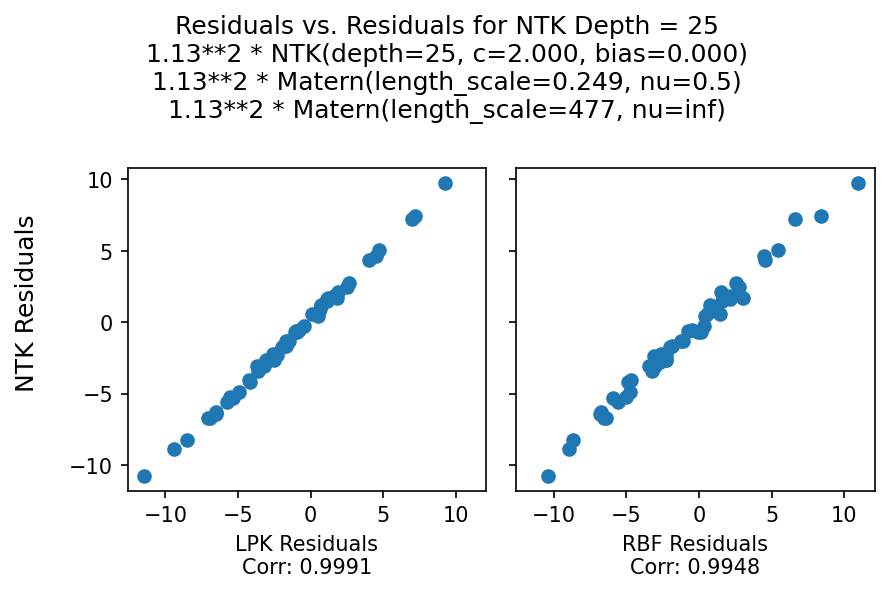 Residuals vs. Residuals for NTK Depth = 25
1.13**2 * NTK(depth=25, c=2.000, bias=0.000)
1.13**2 * Matern(length_scale=0.249, nu=0.5)
1.13**2 * Matern(length_scale=477, nu=inf)
NTK Residuals
10
5
0
−5
−10
−10 −5 0 5 10
LPK Residuals
Corr: 0.9991
−10 −5 0 5 10
RBF Residuals
Corr: 0.9948